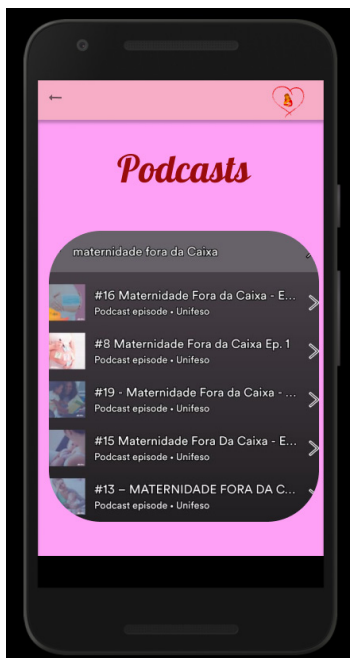 Podcasts
maternidade fora da Caixa
#16 Maternidade Fora da Caixa - E...
Podcast episode • Unifeso
#8 Maternidade Fora da Caixa Ep. 1
Podcast episode • Unifeso
#19 - Maternidade Fora da Caixa - ...
Podcast episode • Unifeso
#15 Maternidade Fora Da Caixa - E...
Podcast episode • Unifeso
#13 – MATERNIDADE FORA DA C...
Podcast episode • Unifeso